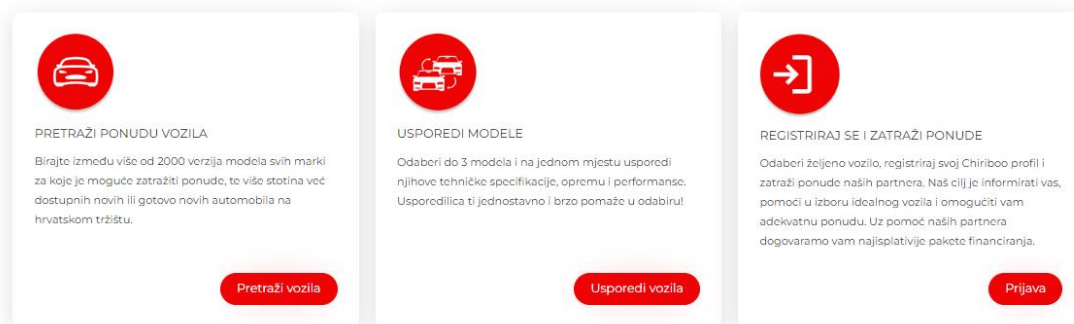 PRETRAŽI PONUDU VOZILA
Birajte između više od 2000 verzija modela svih marki
za koje je moguće zatražiti ponude, te više stotina već
dostupnih novih ili gotovo novih automobila na
hrvatskom tržištu.
Pretraži vozila
USPOREDI MODELE
Odaberi do 3 modela i na jednom mjestu usporedi
njihove tehničke specifikacije, opremu i performanse.
Usporedilica ti jednostavno i brzo pomaže u odabiru!
Usporedi vozila
REGISTRIRAJ SE I ZATRAŽI PONUDE
Odaberi željeno vozilo, registriraj svoj Chiriboo profil i
zatraži ponude naših partnera. Naš cilj je informirati vas,
pomoći u izboru idealnog vozila i omogućiti vam
adekvatnu ponudu. Uz pomoć naših partnera
dogovaramo vam najisplativije pakete financiranja.
Prijava